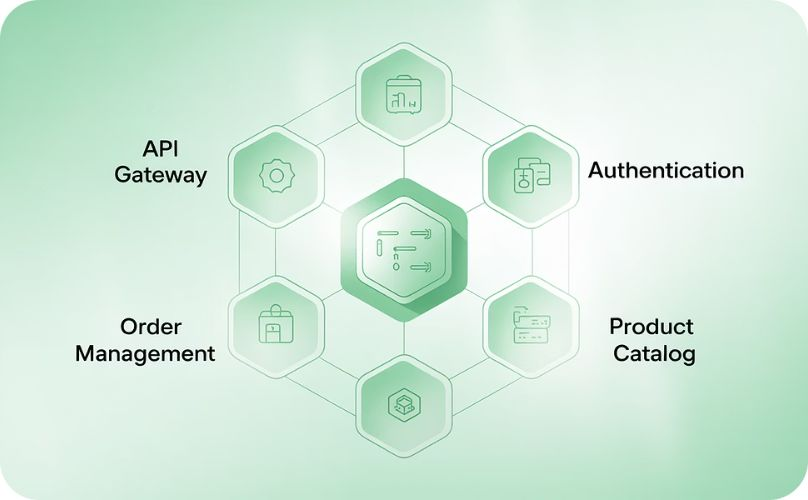 API
Gateway
Authentication
Order
Management
Product
Catalog